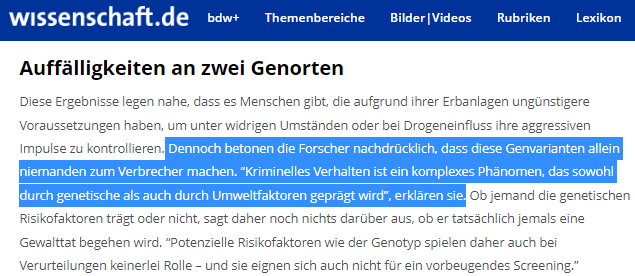 wissenschaft.de bdw+ Themenbereiche Bilder|Videos Rubriken Lexikon
Auffälligkeiten an zwei Genorten
Diese Ergebnisse legen nahe, dass es Menschen gibt, die aufgrund ihrer Erbanlagen ungünstigere
Voraussetzungen haben, um unter widrigen Umständen oder bei Drogeneinfluss ihre aggressiven
Impulse zu kontrollieren. Dennoch betonen die Forscher nachdrücklich, dass diese Genvarianten allein
niemanden zum Verbrecher machen. “Kriminelles Verhalten ist ein komplexes Phänomen, das sowohl
durch genetische als auch durch Umweltfaktoren geprägt wird”, erklären sie. Ob jemand die genetischen
Risikofaktoren trägt oder nicht, sagt daher noch nichts darüber aus, ob er tatsächlich jemals eine
Gewalttat begehen wird. “Potenzielle Risikofaktoren wie der Genotyp spielen daher auch bei
Verurteilungen keinerlei Rolle – und sie eignen sich auch nicht für ein vorbeugendes Screening.”